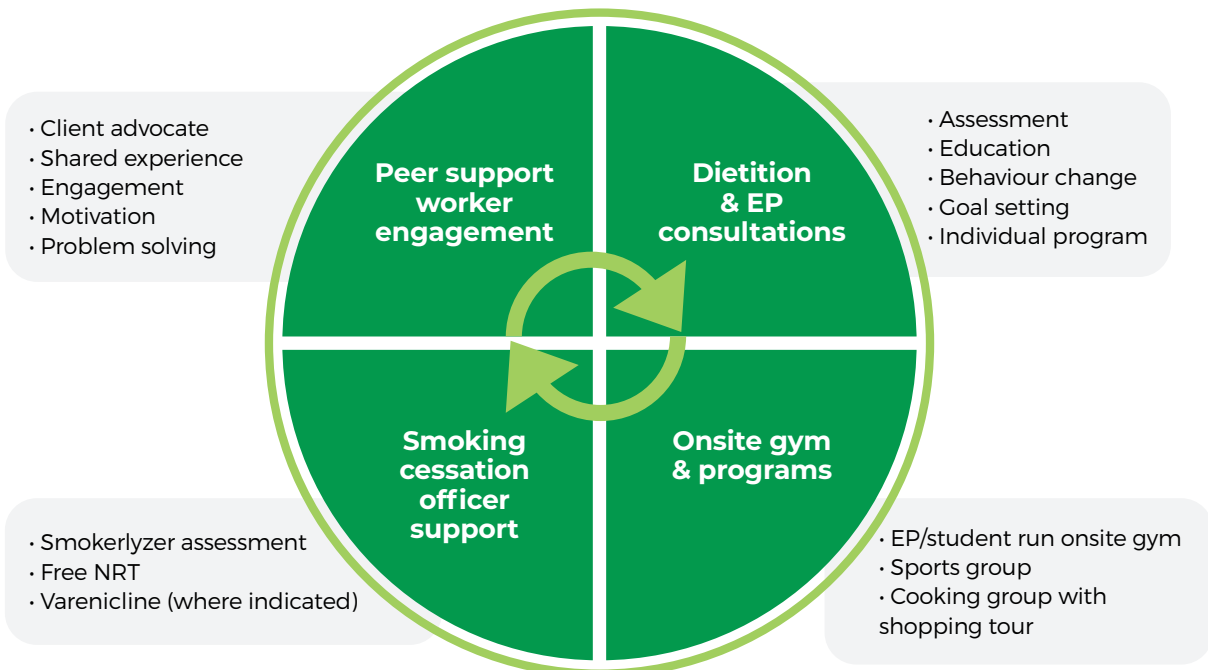 · Client advocate
· Shared experience
· Engagement
· Motivation
· Problem solving
Peer support
worker
engagement
Dietition
& EP
consultations
· Assessment
· Education
· Behaviour change
· Goal setting
· Individual program
Smoking
cessation
officer
support
· Smokerlyzer assessment
· Free NRT
· Varenicline (where indicated)
Onsite gym
& programs
· EP/student run onsite gym
· Sports group
· Cooking group with
shopping tour